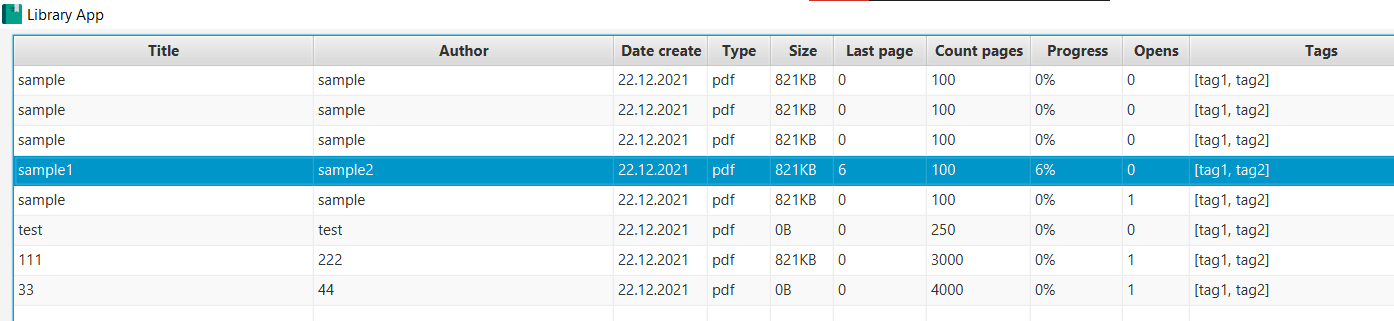 Library App
Title Author Date create Type Size Last page Count pages Progress Opens Tags
sample sample 22.12.2021 pdf 821KB 0 100 0% 0 [tag1, tag2]
sample sample 22.12.2021 pdf 821KB 0 100 0% 0 [tag1, tag2]
sample sample 22.12.2021 pdf 821KB 0 100 0% 0 [tag1, tag2]
sample1 sample2 22.12.2021 pdf 821KB 6 100 6% 0 [tag1, tag2]
sample sample 22.12.2021 pdf 821KB 0 100 0% 1 [tag1, tag2]
test test 22.12.2021 pdf 0B 0 250 0% 0 [tag1, tag2]
111 222 22.12.2021 pdf 821KB 0 3000 0% 1 [tag1, tag2]
33 44 22.12.2021 pdf 0B 0 4000 0% 1 [tag1, tag2]